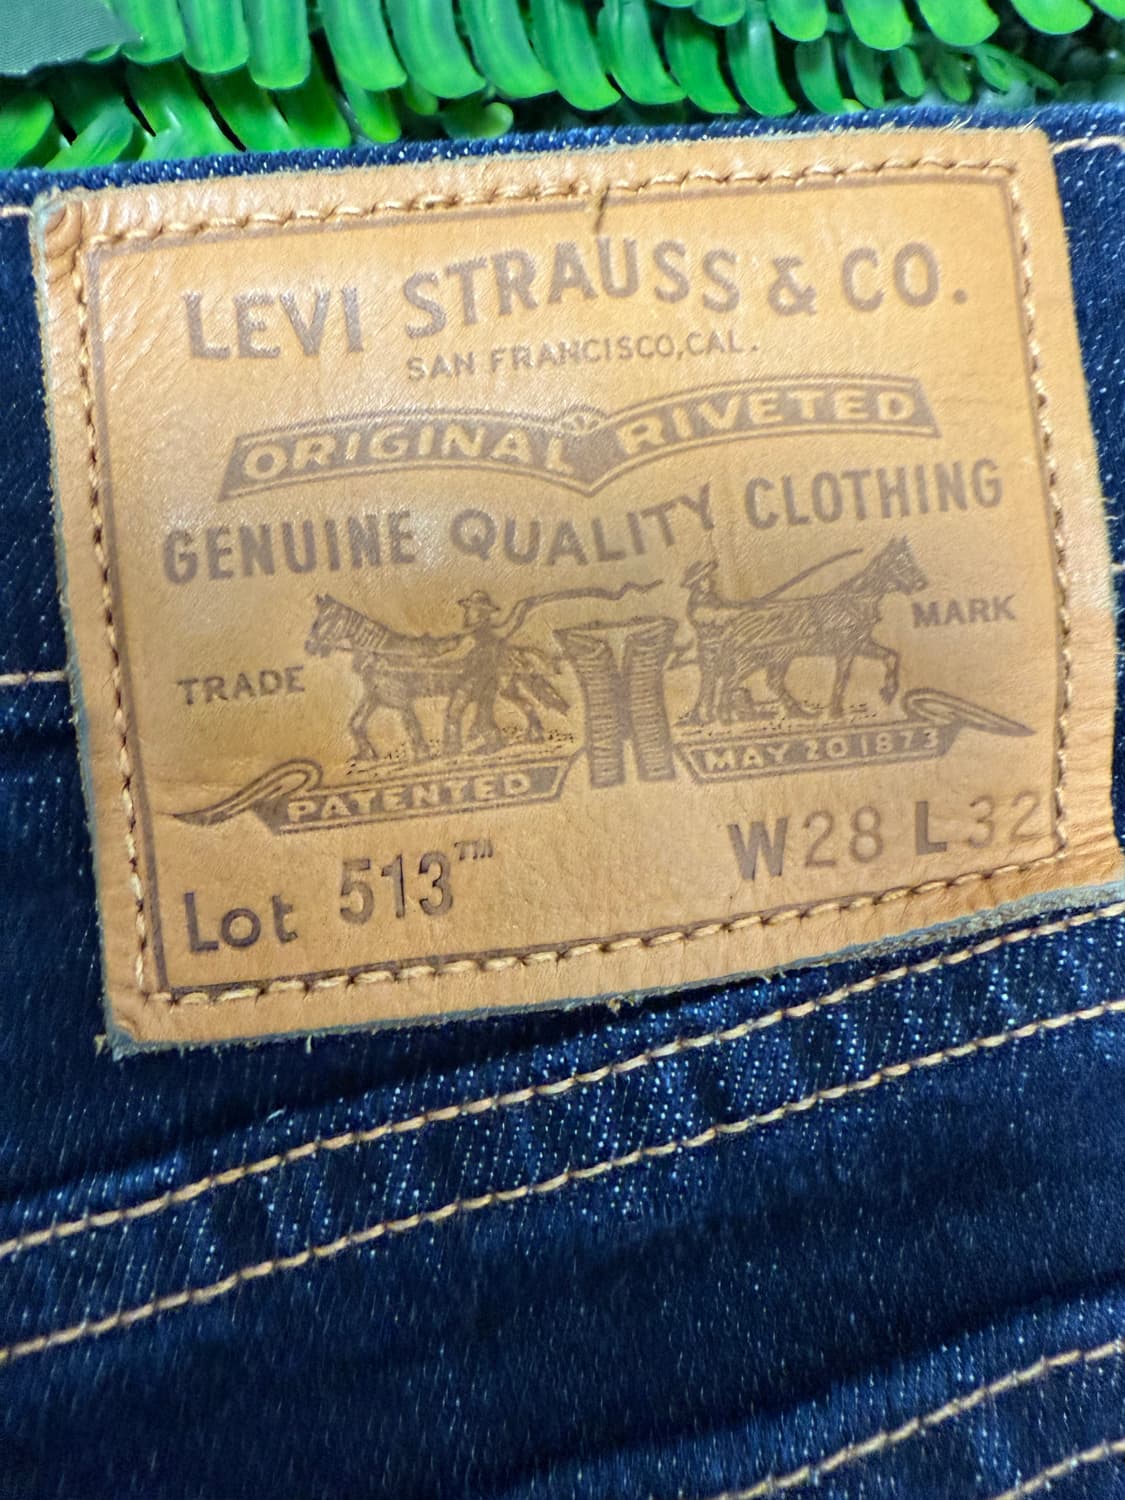 LEVI STRAUSS & CO.
SAN FRANCISCO, CAL.
ORIGINAL RIVETED
GENUINE QUALITY CLOTHING
TRADE MARK
PATENTED MAY 20 1873
Lot 513™ W28 L32